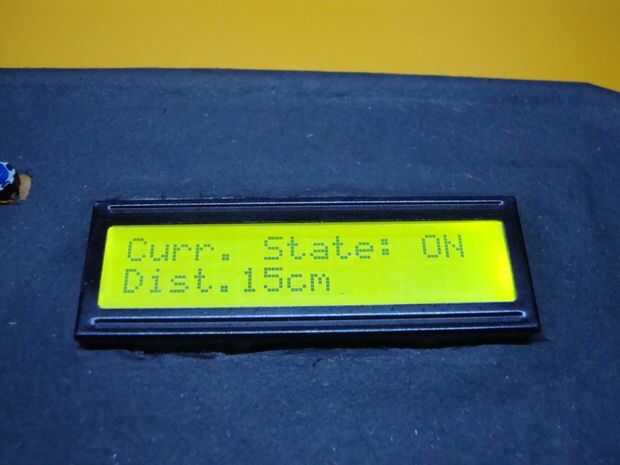 Curr. State: ON
Dist.15cm